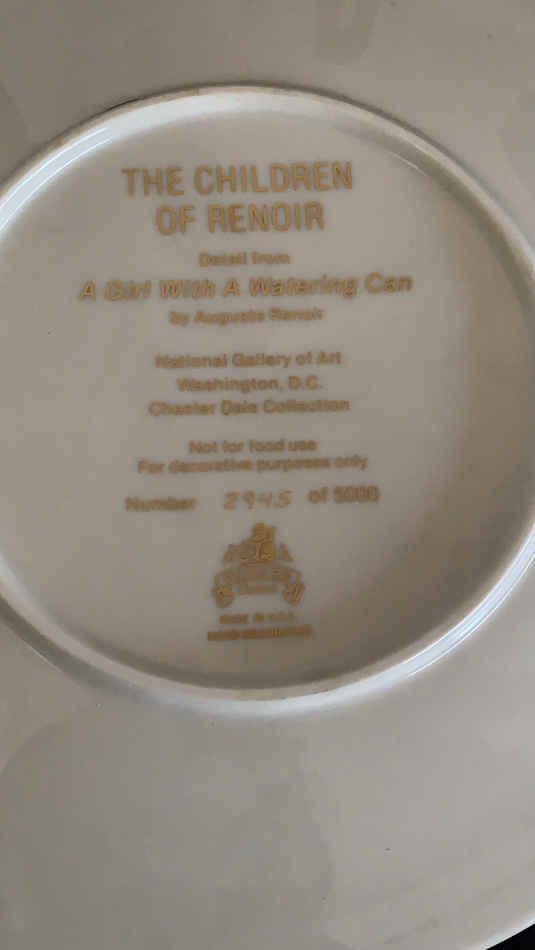 THE CHILDREN
OF RENOIR
Detail from
A Girl With A Watering Can
by Auguste Renoir
National Gallery of Art
Washington, D.C.
Chester Dale Collection
Not for food use
For decorative purposes only
Number 2945 of 5000
MADE IN U.S.A.